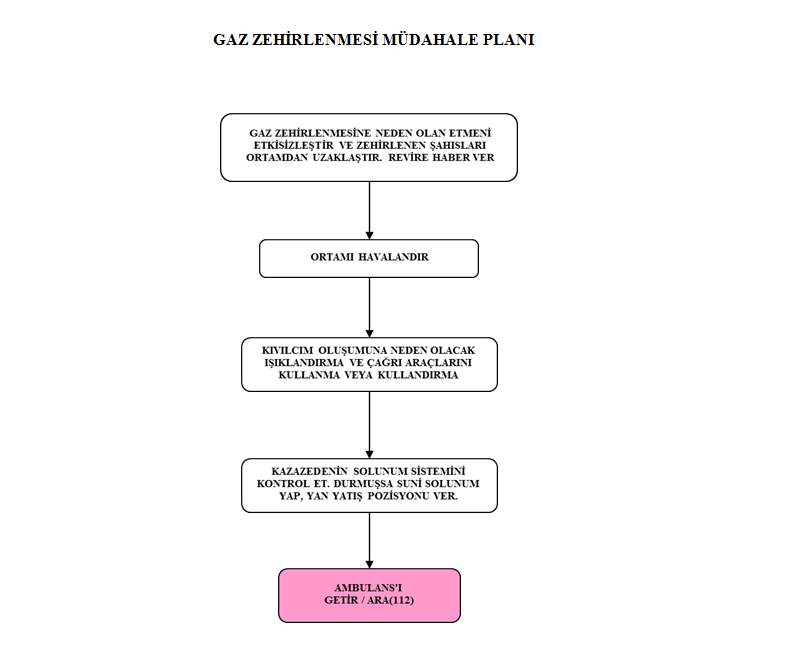 GAZ ZEHİRLENMESİ MÜDAHALE PLANI
GAZ ZEHİRLENMESİNE NEDEN OLAN ETMENİ
ETKİSİZLEŞTİR VE ZEHİRLENEN ŞAHISLARI
ORTAMDAN UZAKLAŞTIR. REVİRE HABER VER
ORTAMI HAVALANDIR
KIVILCIM OLUŞUMUNA NEDEN OLACAK
IŞIKLANDIRMA VE ÇAĞRI ARAÇLARINI
KULLANMA VEYA KULLANDIRMA
KAZAZEDENİN SOLUNUM SİSTEMİNİ
KONTROL ET. DURMUŞSA SUNİ SOLUNUM
YAP, YAN YATIŞ POZİSYONU VER.
AMBULANS'I
GETİR / ARA(112)